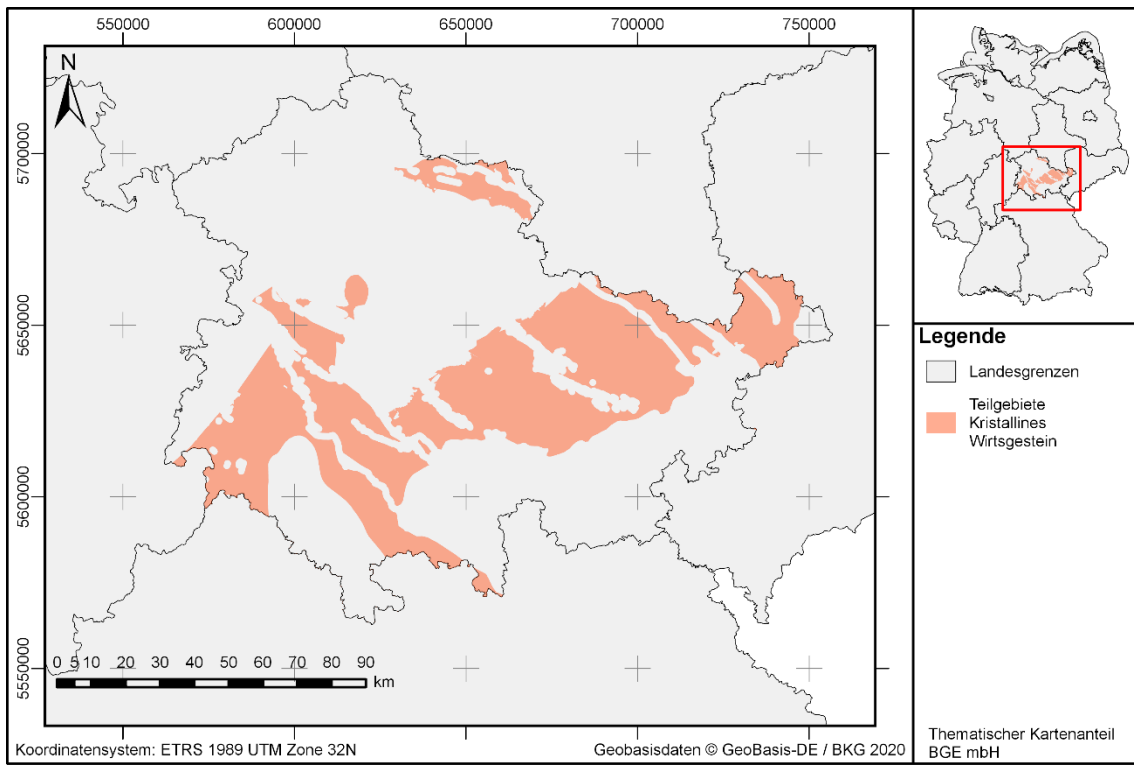 550000
600000
650000
700000
750000
N
5700000
5650000
5600000
5550000
0 5 10 20 30 40 50 60 70 80 90
km
Koordinatensystem: ETRS 1989 UTM Zone 32N
Geobasisdaten © GeoBasis-DE / BKG 2020
Legende
Landesgrenzen
Teilgebiete
Kristallines
Wirtsgestein
Thematischer Kartenanteil
BGE mbH